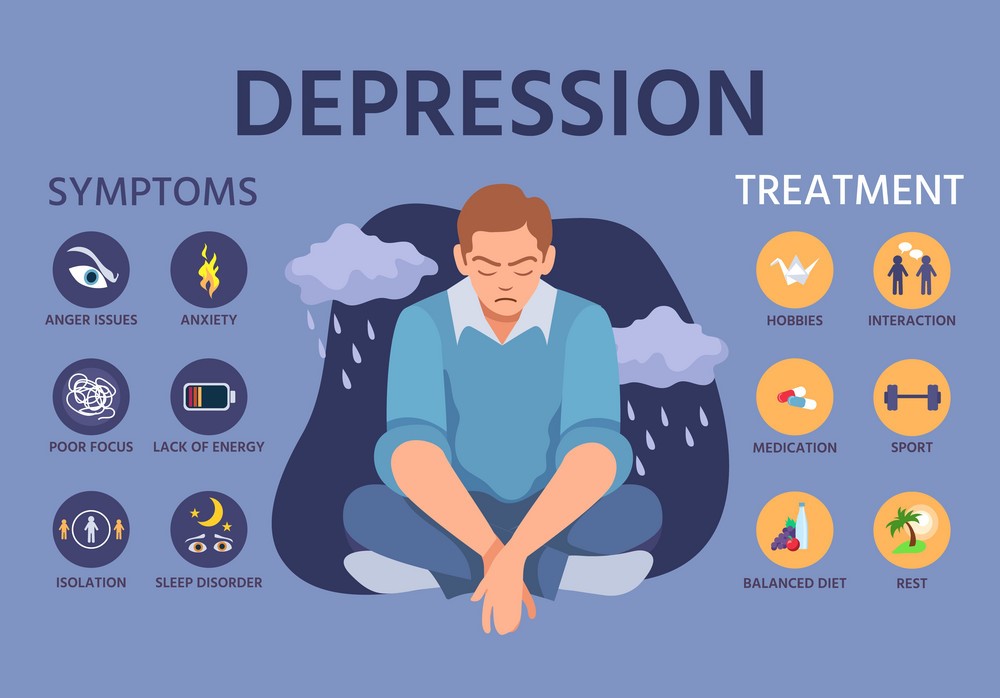 DEPRESSION
SYMPTOMS
ANGER ISSUES
ANXIETY
POOR FOCUS
LACK OF ENERGY
ISOLATION
SLEEP DISORDER
TREATMENT
HOBBIES
INTERACTION
MEDICATION
SPORT
BALANCED DIET
REST